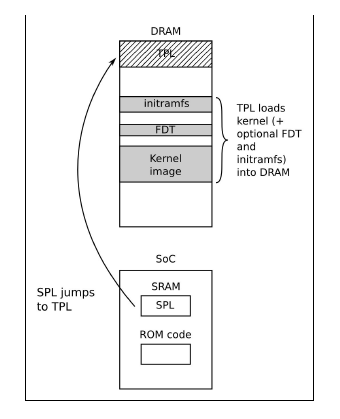 DRAM
TPL
initramfs
FDT
Kernel
image
TPL loads
kernel (+
optional FDT
and
initramfs)
into DRAM
SoC
SRAM
SPL
ROM code
SPL jumps
to TPL